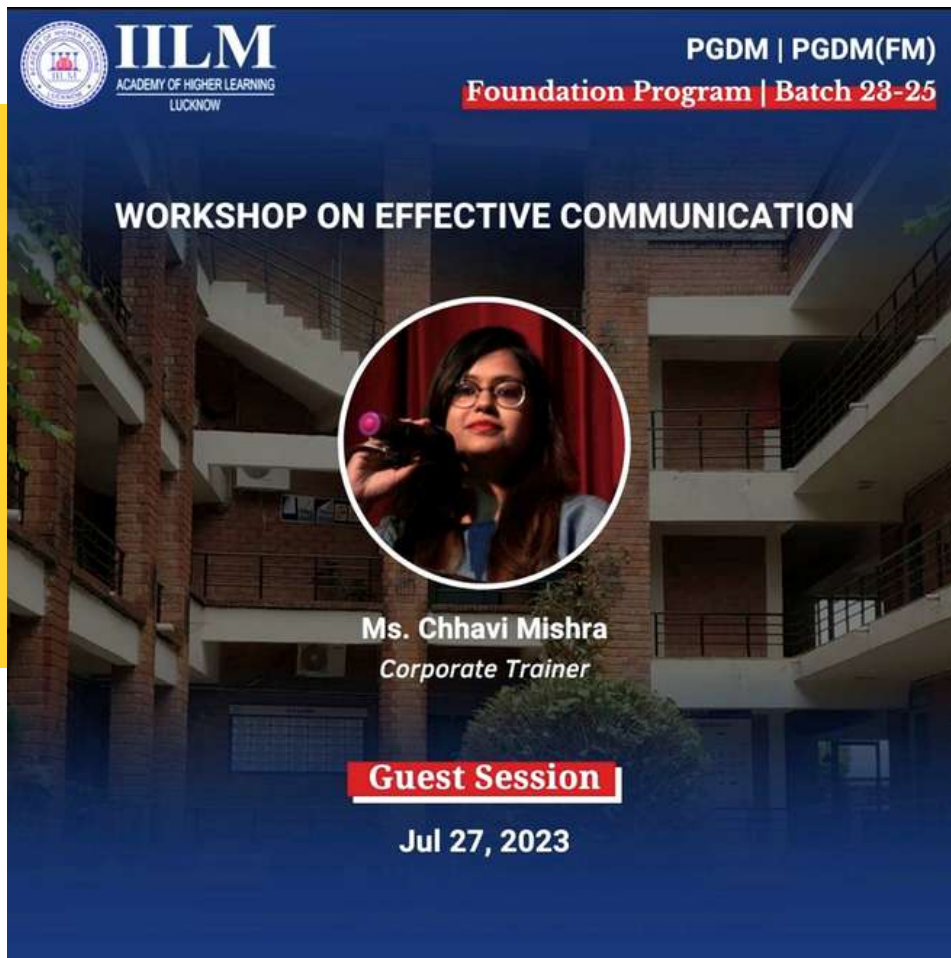 IILM
ACADEMY OF HIGHER LEARNING
LUCKNOW
PGDM | PGDM(FM)
Foundation Program | Batch 23-25
WORKSHOP ON EFFECTIVE COMMUNICATION
Ms. Chhavi Mishra
Corporate Trainer
Guest Session
Jul 27, 2023